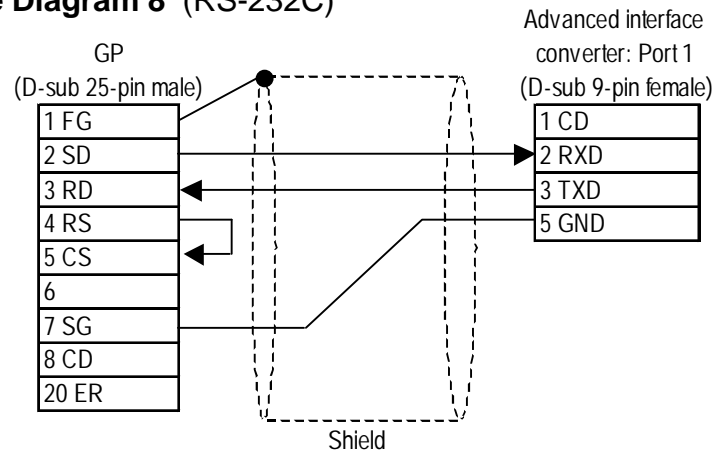 Diagram 8 (RS-232C)
GP
(D-sub 25-pin male)
1 FG
2 SD
3 RD
4 RS
5 CS
6
7 SG
8 CD
20 ER
Advanced interface
converter: Port 1
(D-sub 9-pin female)
1 CD
2 RXD
3 TXD
5 GND
Shield